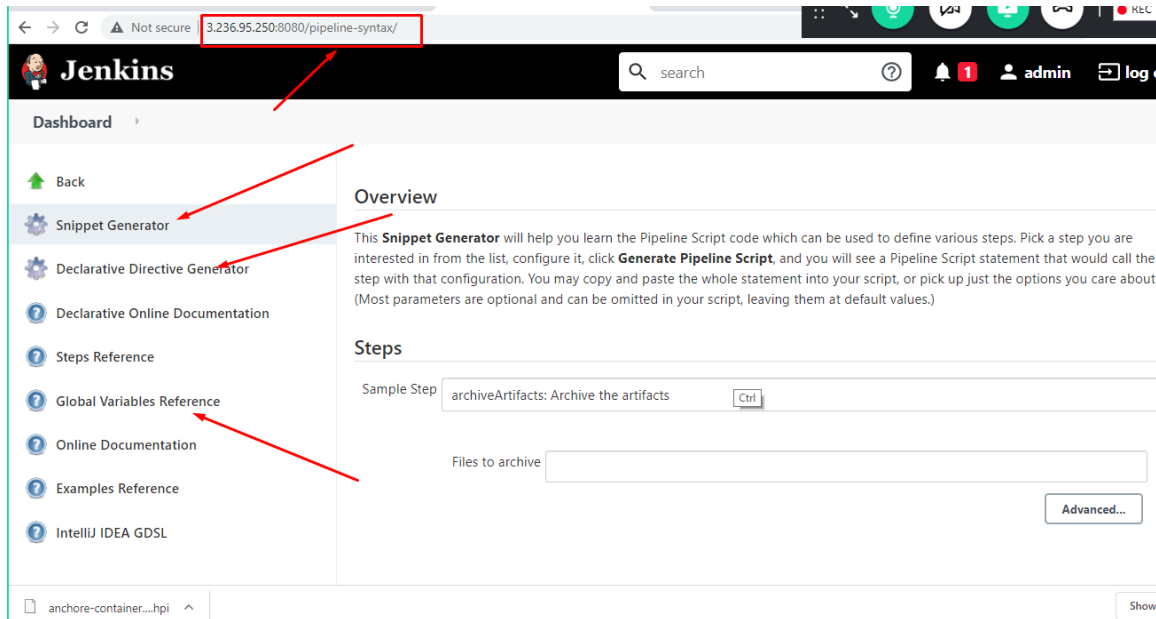 REC
Not secure
3.236.95.250:8080/pipeline-syntax/
Jenkins
search
1
admin
log
Dashboard
Back
Snippet Generator
Declarative Directive Generator
Declarative Online Documentation
Steps Reference
Global Variables Reference
Online Documentation
Examples Reference
IntelliJ IDEA GDSL
Overview
This Snippet Generator will help you learn the Pipeline Script code which can be used to define various steps. Pick a step you are
interested in from the list, configure it, click Generate Pipeline Script, and you will see a Pipeline Script statement that would call the
step with that configuration. You may copy and paste the whole statement into your script, or pick up just the options you care about
(Most parameters are optional and can be omitted in your script, leaving them at default values.)
Steps
Sample Step
archiveArtifacts: Archive the artifacts
Ctrl
Files to archive
Advanced...
anchore-container....hpi
Show